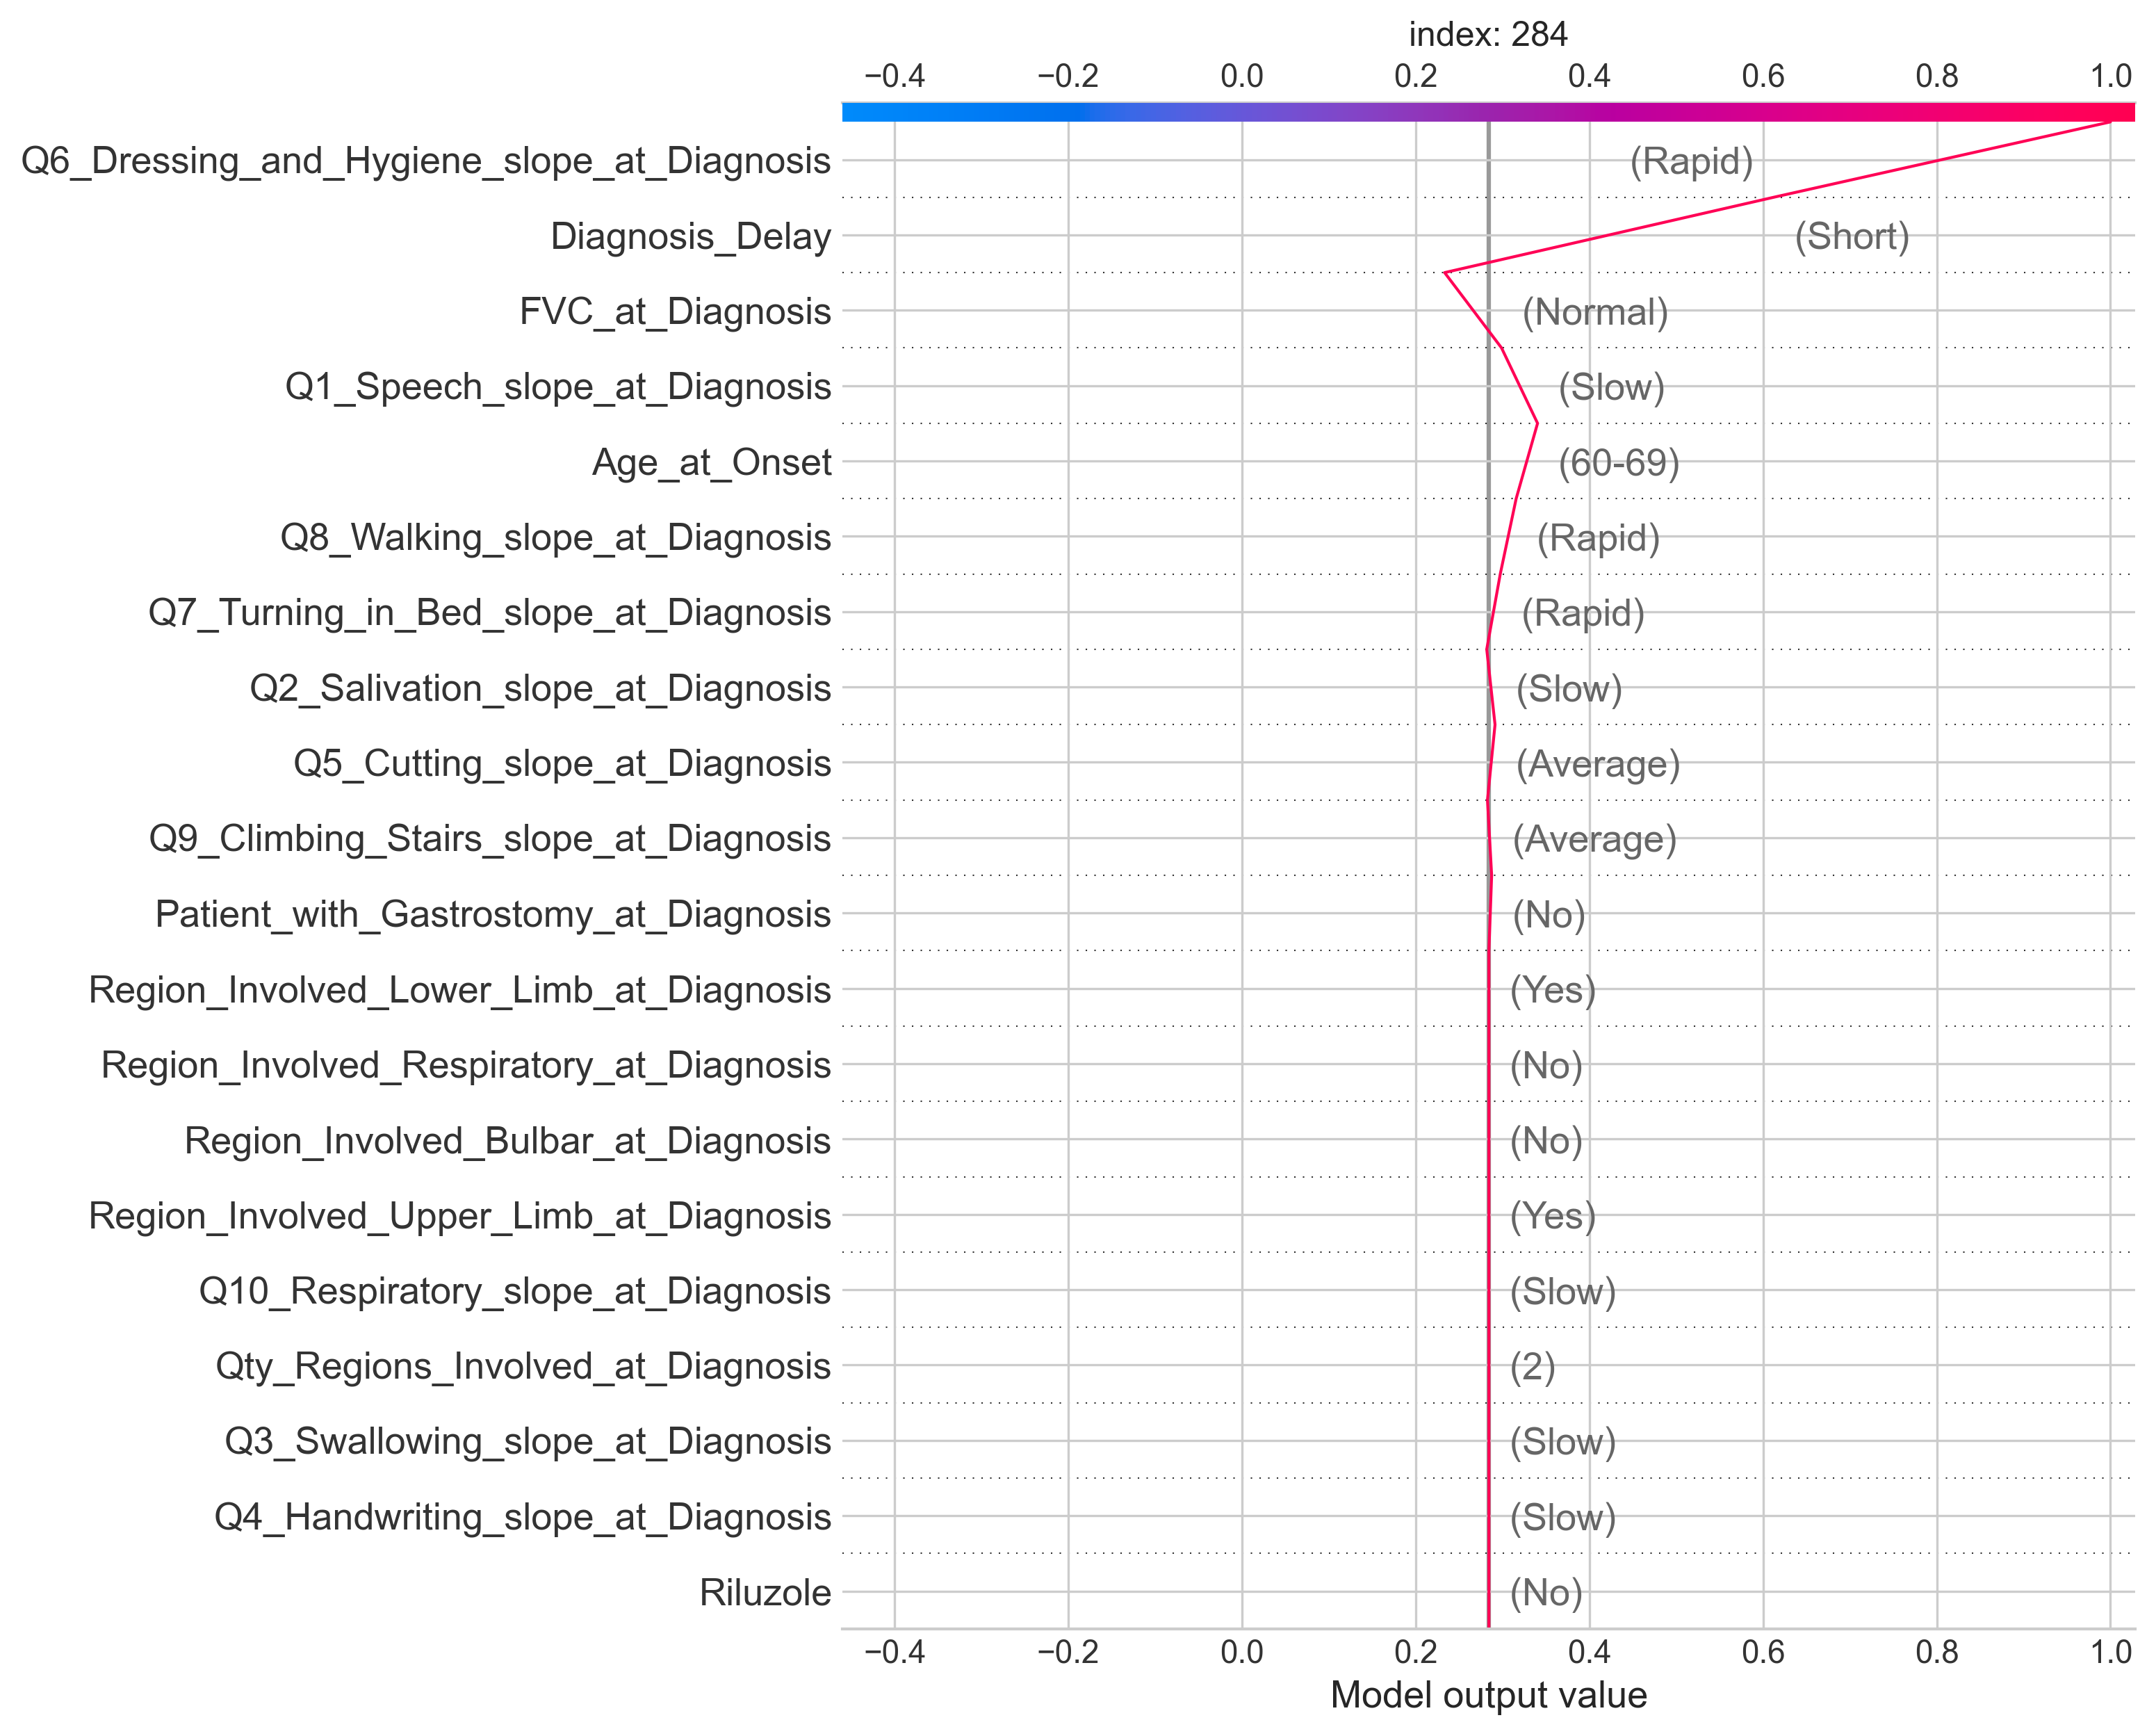 index: 284
−0.4 −0.2 0.0 0.2 0.4 0.6 0.8 1.0
Q6_Dressing_and_Hygiene_slope_at_Diagnosis (Rapid)
Diagnosis_Delay (Short)
FVC_at_Diagnosis (Normal)
Q1_Speech_slope_at_Diagnosis (Slow)
Age_at_Onset (60-69)
Q8_Walking_slope_at_Diagnosis (Rapid)
Q7_Turning_in_Bed_slope_at_Diagnosis (Rapid)
Q2_Salivation_slope_at_Diagnosis (Slow)
Q5_Cutting_slope_at_Diagnosis (Average)
Q9_Climbing_Stairs_slope_at_Diagnosis (Average)
Patient_with_Gastrostomy_at_Diagnosis (No)
Region_Involved_Lower_Limb_at_Diagnosis (Yes)
Region_Involved_Respiratory_at_Diagnosis (No)
Region_Involved_Bulbar_at_Diagnosis (No)
Region_Involved_Upper_Limb_at_Diagnosis (Yes)
Q10_Respiratory_slope_at_Diagnosis (Slow)
Qty_Regions_Involved_at_Diagnosis (2)
Q3_Swallowing_slope_at_Diagnosis (Slow)
Q4_Handwriting_slope_at_Diagnosis (Slow)
Riluzole (No)
−0.4 −0.2 0.0 0.2 0.4 0.6 0.8 1.0
Model output value